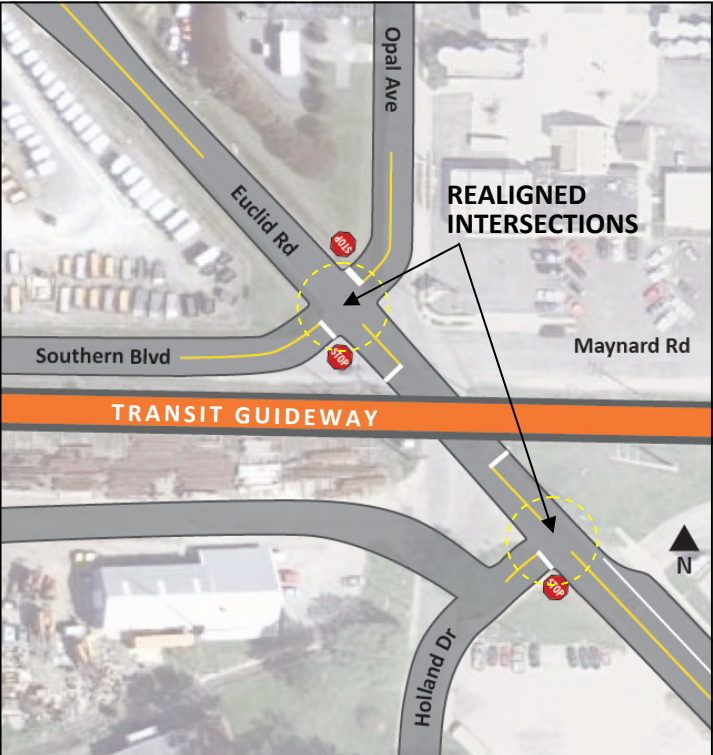 Opal Ave
REALIGNED
INTERSECTIONS
Euclid Rd
STOP
Southern Blvd
STOP
Maynard Rd
TRANSIT GUIDEWAY
N
STOP
Holland Dr